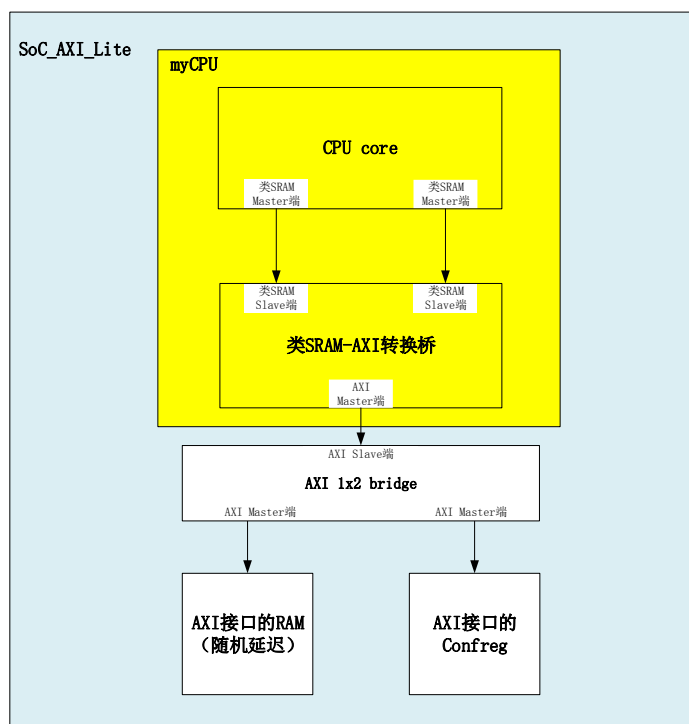 SoC_AXI_Lite
myCPU
CPU core
类SRAM
Master端
类SRAM
Master端
类SRAM
Slave端
类SRAM
Slave端
类SRAM-AXI转换桥
AXI
Master端
AXI Slave端
AXI 1x2 bridge
AXI Master端
AXI Master端
AXI接口的RAM
（随机延迟）
AXI接口的
Confreg